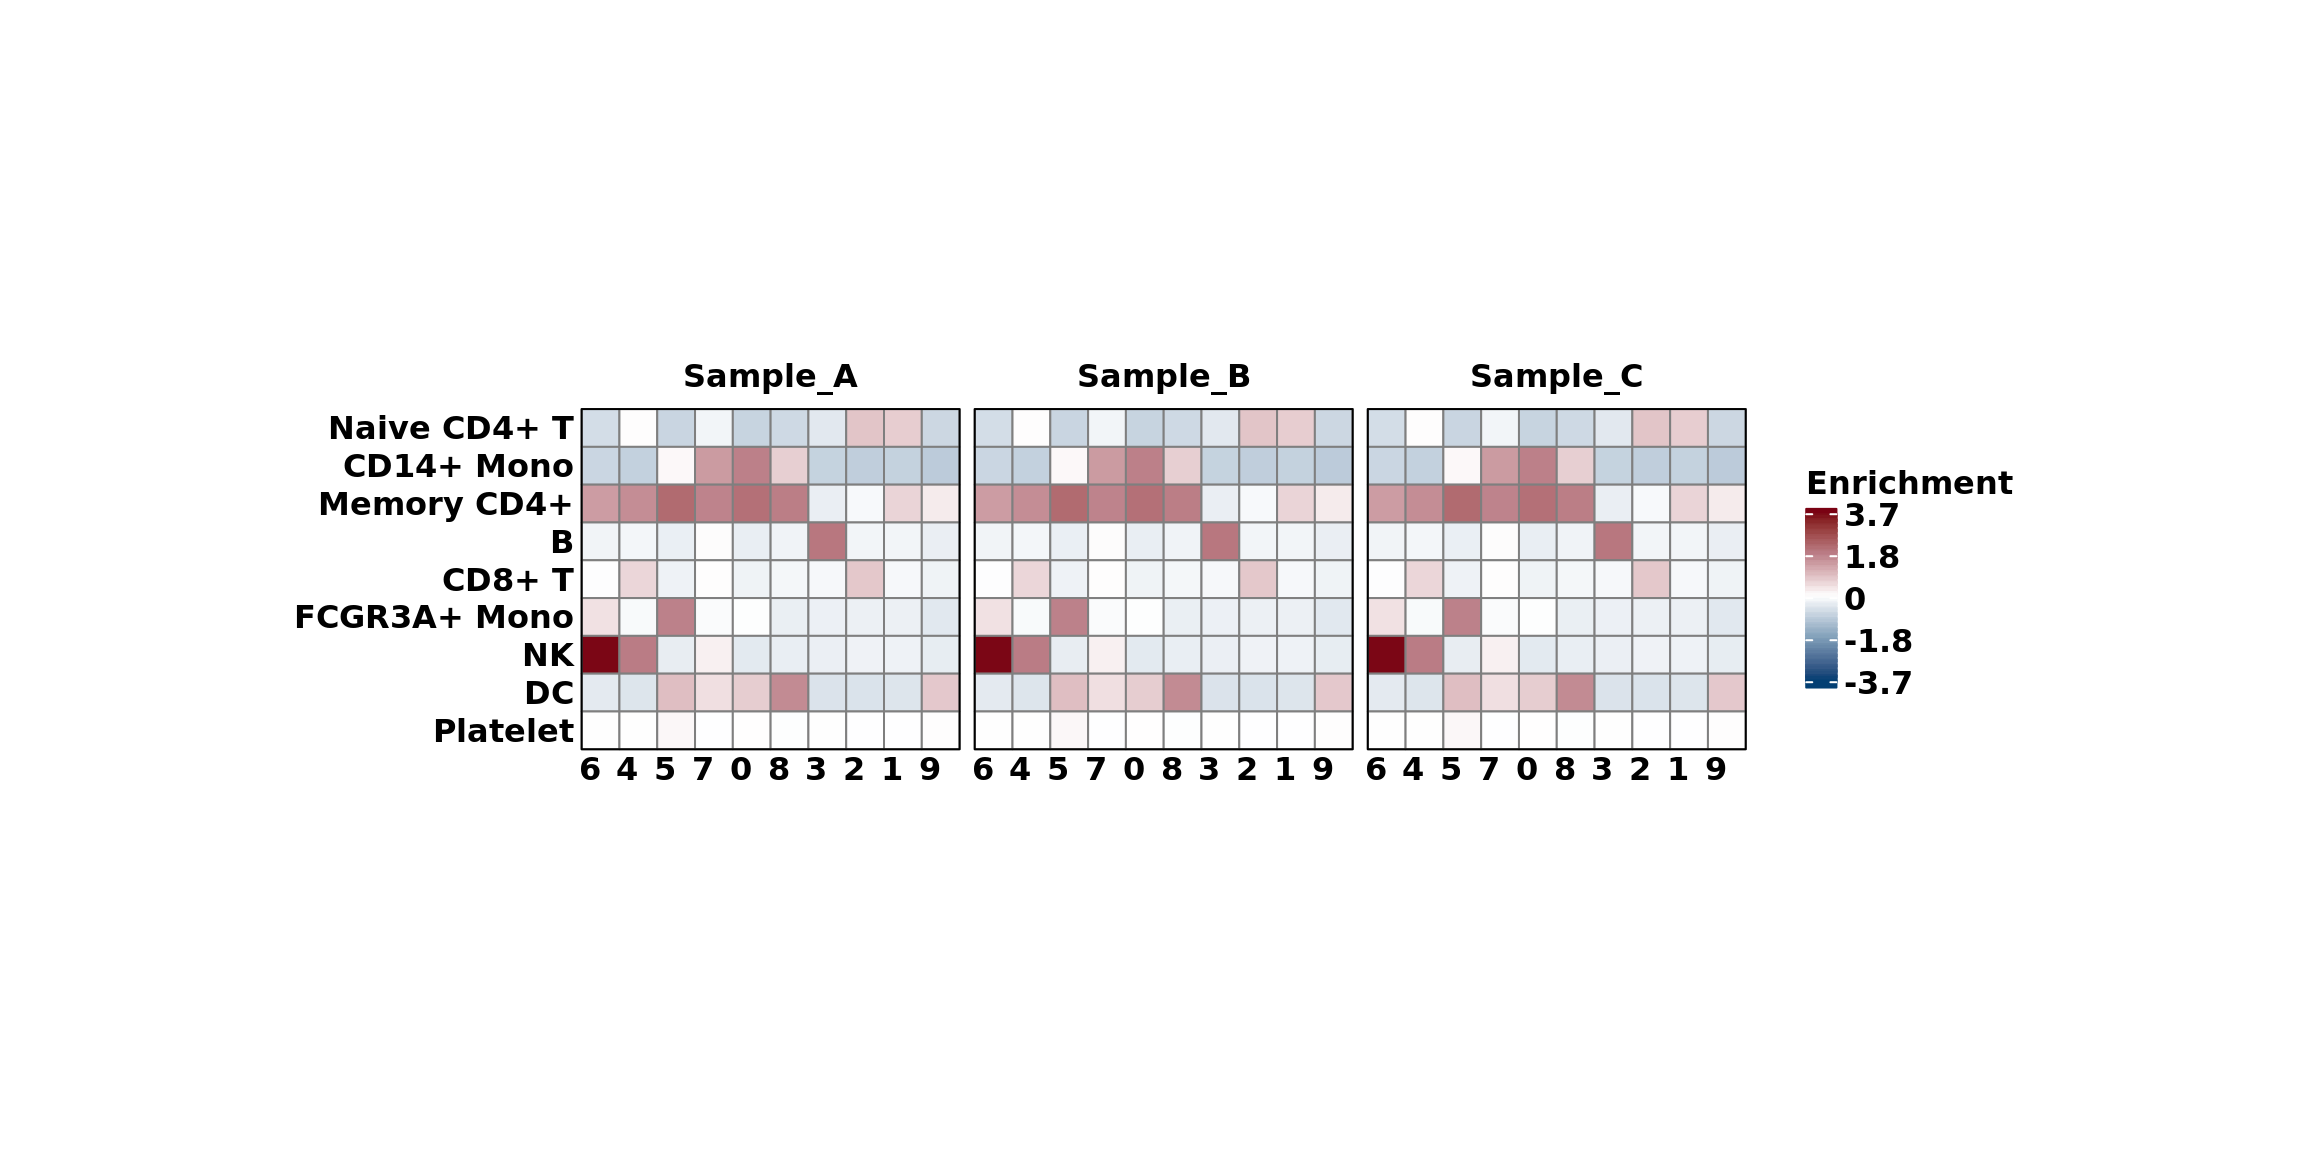 Sample_A Sample_B Sample_C
Naive CD4+ T
CD14+ Mono
Memory CD4+
B
CD8+ T
FCGR3A+ Mono
NK
DC
Platelet
6 4 5 7 0 8 3 2 1 9 6 4 5 7 0 8 3 2 1 9 6 4 5 7 0 8 3 2 1 9
Enrichment
3.7
1.8
0
-1.8
-3.7